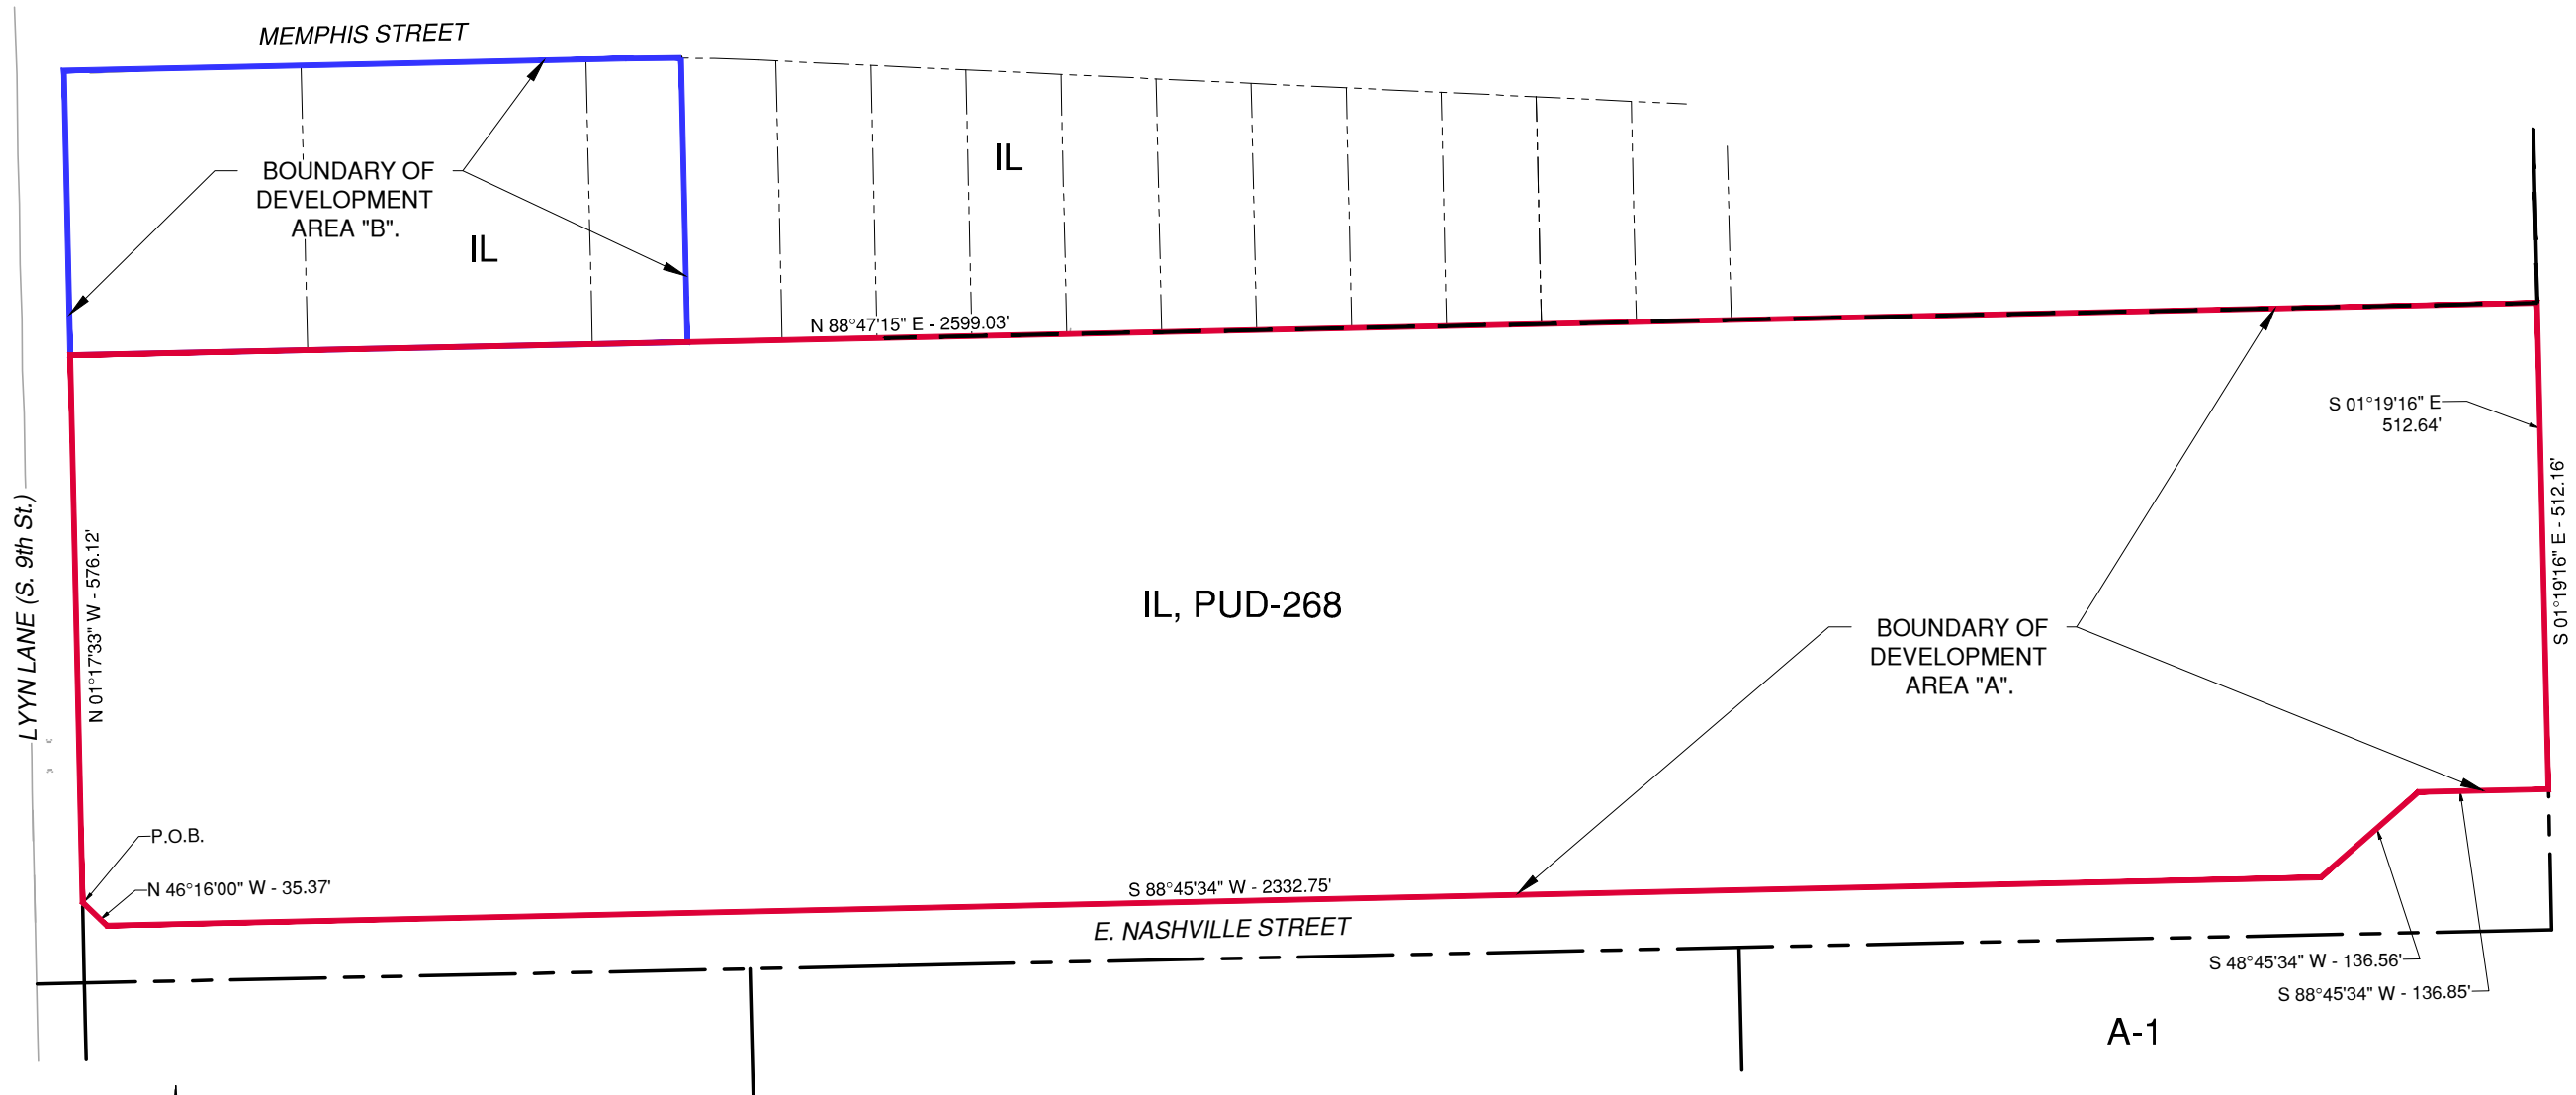 MEMPHIS STREET
BOUNDARY OF
DEVELOPMENT
AREA "B".
IL
IL
N 88°47'15" E - 2599.03'
S 01°19'16" E
512.64'
S 01°19'16" E - 512.16'
LYYN LANE (S. 9th St.)
N 01°17'33" W - 576.12'
IL, PUD-268
BOUNDARY OF
DEVELOPMENT
AREA "A".
P.O.B.
N 46°16'00" W - 35.37'
S 88°45'34" W - 2332.75'
E. NASHVILLE STREET
S 48°45'34" W - 136.56'
S 88°45'34" W - 136.85'
A-1